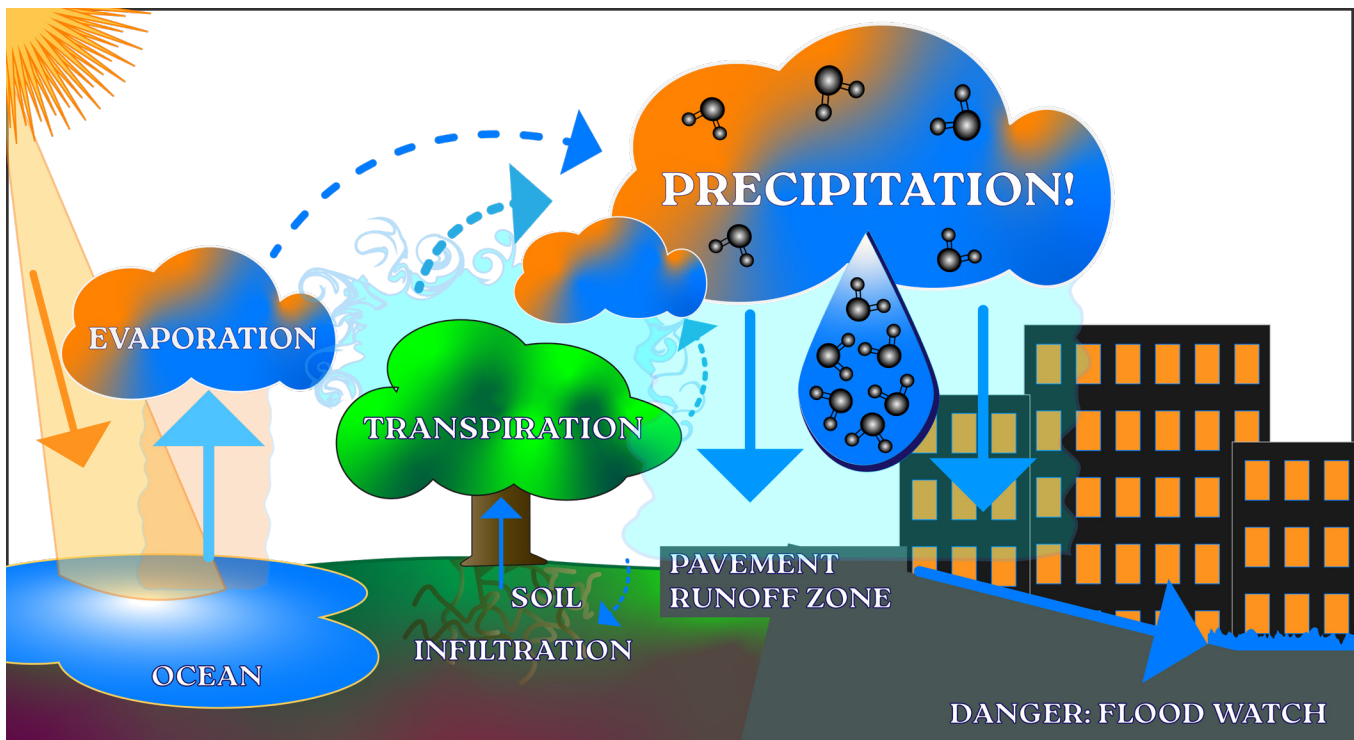 PRECIPITATION!
EVAPORATION
TRANSPIRATION
PAVEMENT
RUNOFF ZONE
SOIL
INFILTRATION
OCEAN
DANGER: FLOOD WATCH